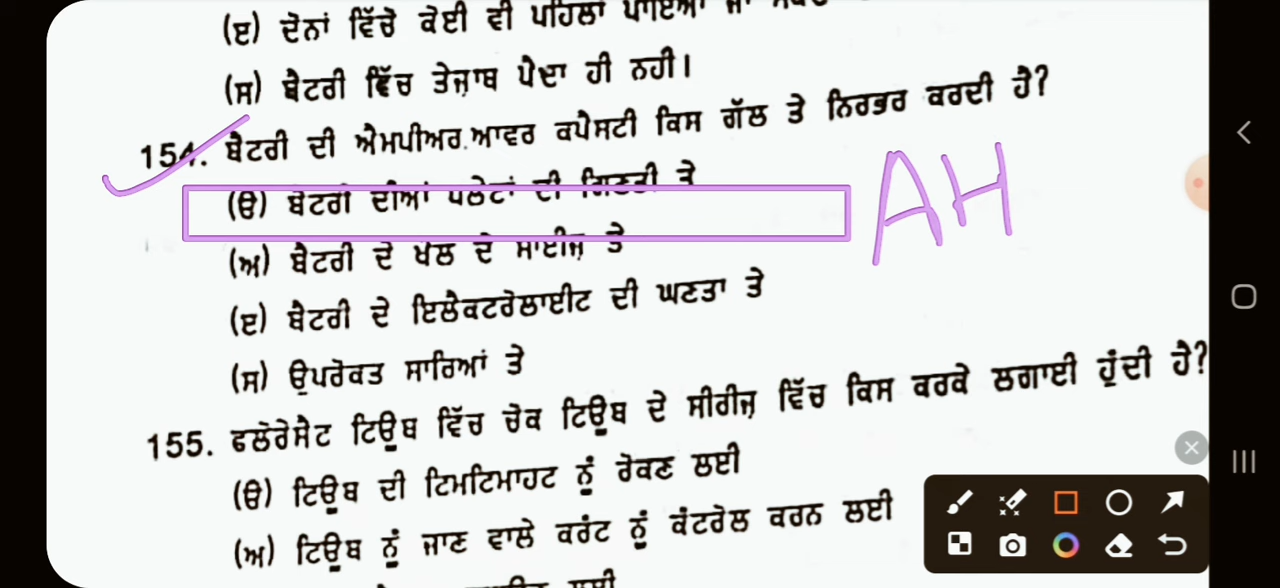 (ੲ) ਦੋਨਾਂ ਵਿੱਚੋ ਕੋਈ ਵੀ ਪਹਿਲਾਂ ਪਾਇਆ ਜਾ
(ਸ) ਬੈਟਰੀ ਵਿੱਚ ਤੇਜ਼ਾਬ ਪੈਦਾ ਹੀ ਨਹੀ।
154. ਬੈਟਰੀ ਦੀ ਐਮਪੀਅਰ ਆਵਰ ਕਪੈਸਟੀ ਕਿਸ ਗੱਲ ਤੇ ਨਿਰਭਰ ਕਰਦੀ ਹੈ?
(ੳ) ਬੈਟਰੀ ਦੀਆਂ ਪਲੇਟਾਂ ਦੀ ਗਿਣਤੀ ਤੇ
AH
(ਅ) ਬੈਟਰੀ ਦੇ ਖੋਲ ਦੇ ਸਾਈਜ਼ ਤੇ
(ੲ) ਬੈਟਰੀ ਦੇ ਇਲੈਕਟਰੋਲਾਈਟ ਦੀ ਘਣਤਾ ਤੇ
(ਸ) ਉਪਰੋਕਤ ਸਾਰਿਆਂ ਤੇ
155. ਫਲੋਰੇਸੈਟ ਟਿਊਬ ਵਿੱਚ ਚੋਕ ਟਿਊਬ ਦੇ ਸੀਰੀਜ਼ ਵਿੱਚ ਕਿਸ ਕਰਕੇ ਲਗਾਈ ਹੁੰਦੀ ਹੈ?
(ੳ) ਟਿਊਬ ਦੀ ਟਿਮਟਿਮਾਹਟ ਨੂੰ ਰੋਕਣ ਲਈ
(ਅ) ਟਿਊਬ ਨੂੰ ਜਾਣ ਵਾਲੇ ਕਰੰਟ ਨੂੰ ਕੰਟਰੋਲ ਕਰਨ ਲਈ